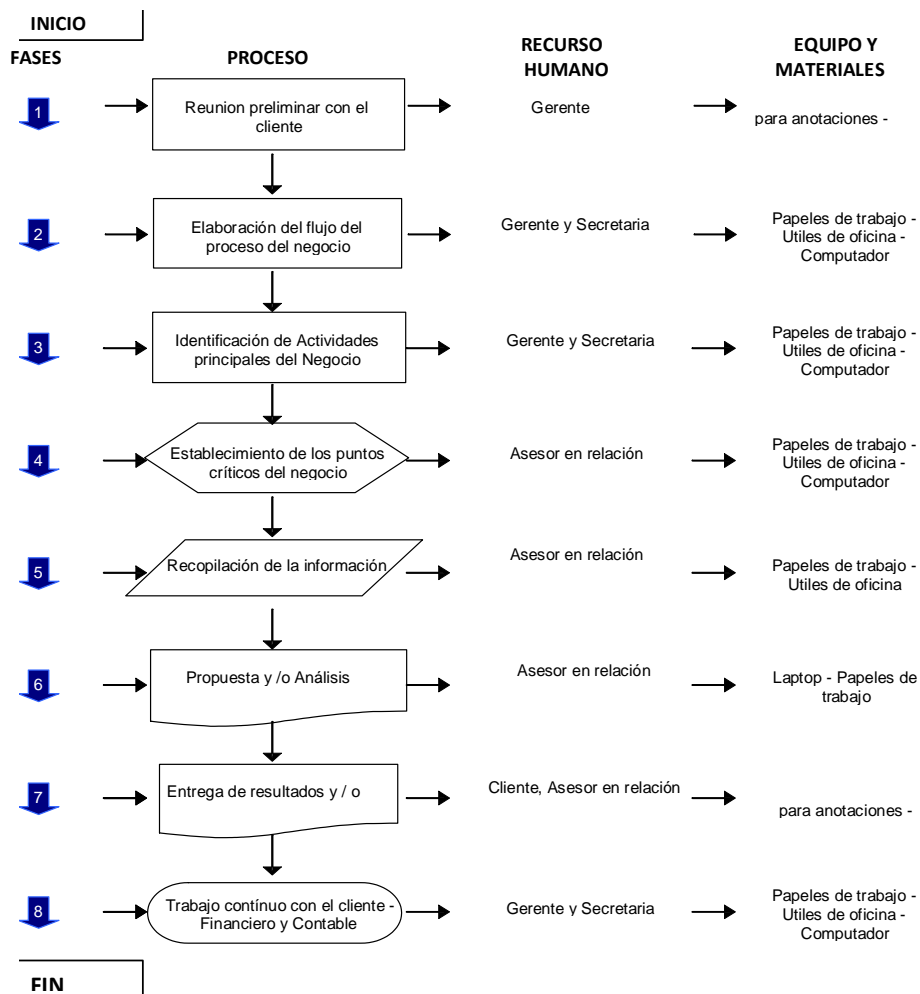 INICIO
FASES
PROCESO
RECURSO
HUMANO
EQUIPO Y
MATERIALES
1
Reunion preliminar con el
cliente
Gerente
para anotaciones -
2
Elaboración del flujo del
proceso del negocio
Gerente y Secretaria
Papeles de trabajo -
Utiles de oficina -
Computador
3
Identificación de Actividades
principales del Negocio
Gerente y Secretaria
Papeles de trabajo -
Utiles de oficina -
Computador
4
Establecimiento de los puntos
críticos del negocio
Asesor en relación
Papeles de trabajo -
Utiles de oficina -
Computador
5
Recopilación de la información
Asesor en relación
Papeles de trabajo -
Utiles de oficina
6
Propuesta y /o Análisis
Asesor en relación
Laptop - Papeles de
trabajo
7
Entrega de resultados y / o
Cliente, Asesor en relación
para anotaciones -
8
Trabajo contínuo con el cliente -
Financiero y Contable
Gerente y Secretaria
Papeles de trabajo -
Utiles de oficina -
Computador
FIN